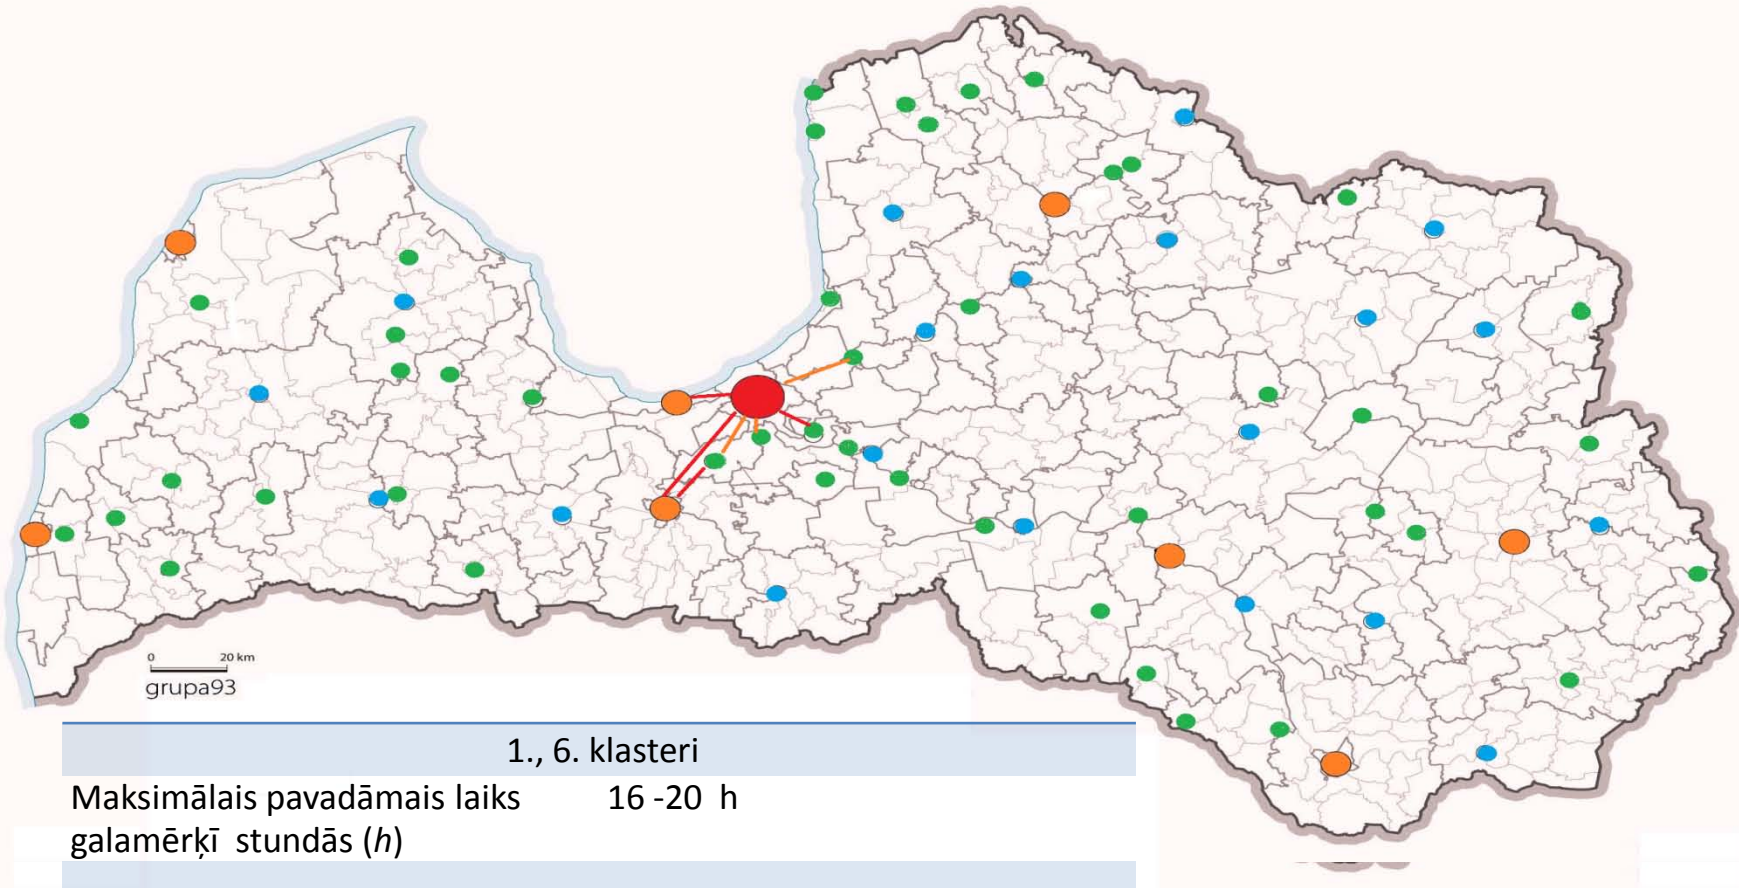 0 20 km
grupa93
1., 6. klasteri
Maksimālais pavadāmais laiks 16 -20 h
galamērķī stundās (h)